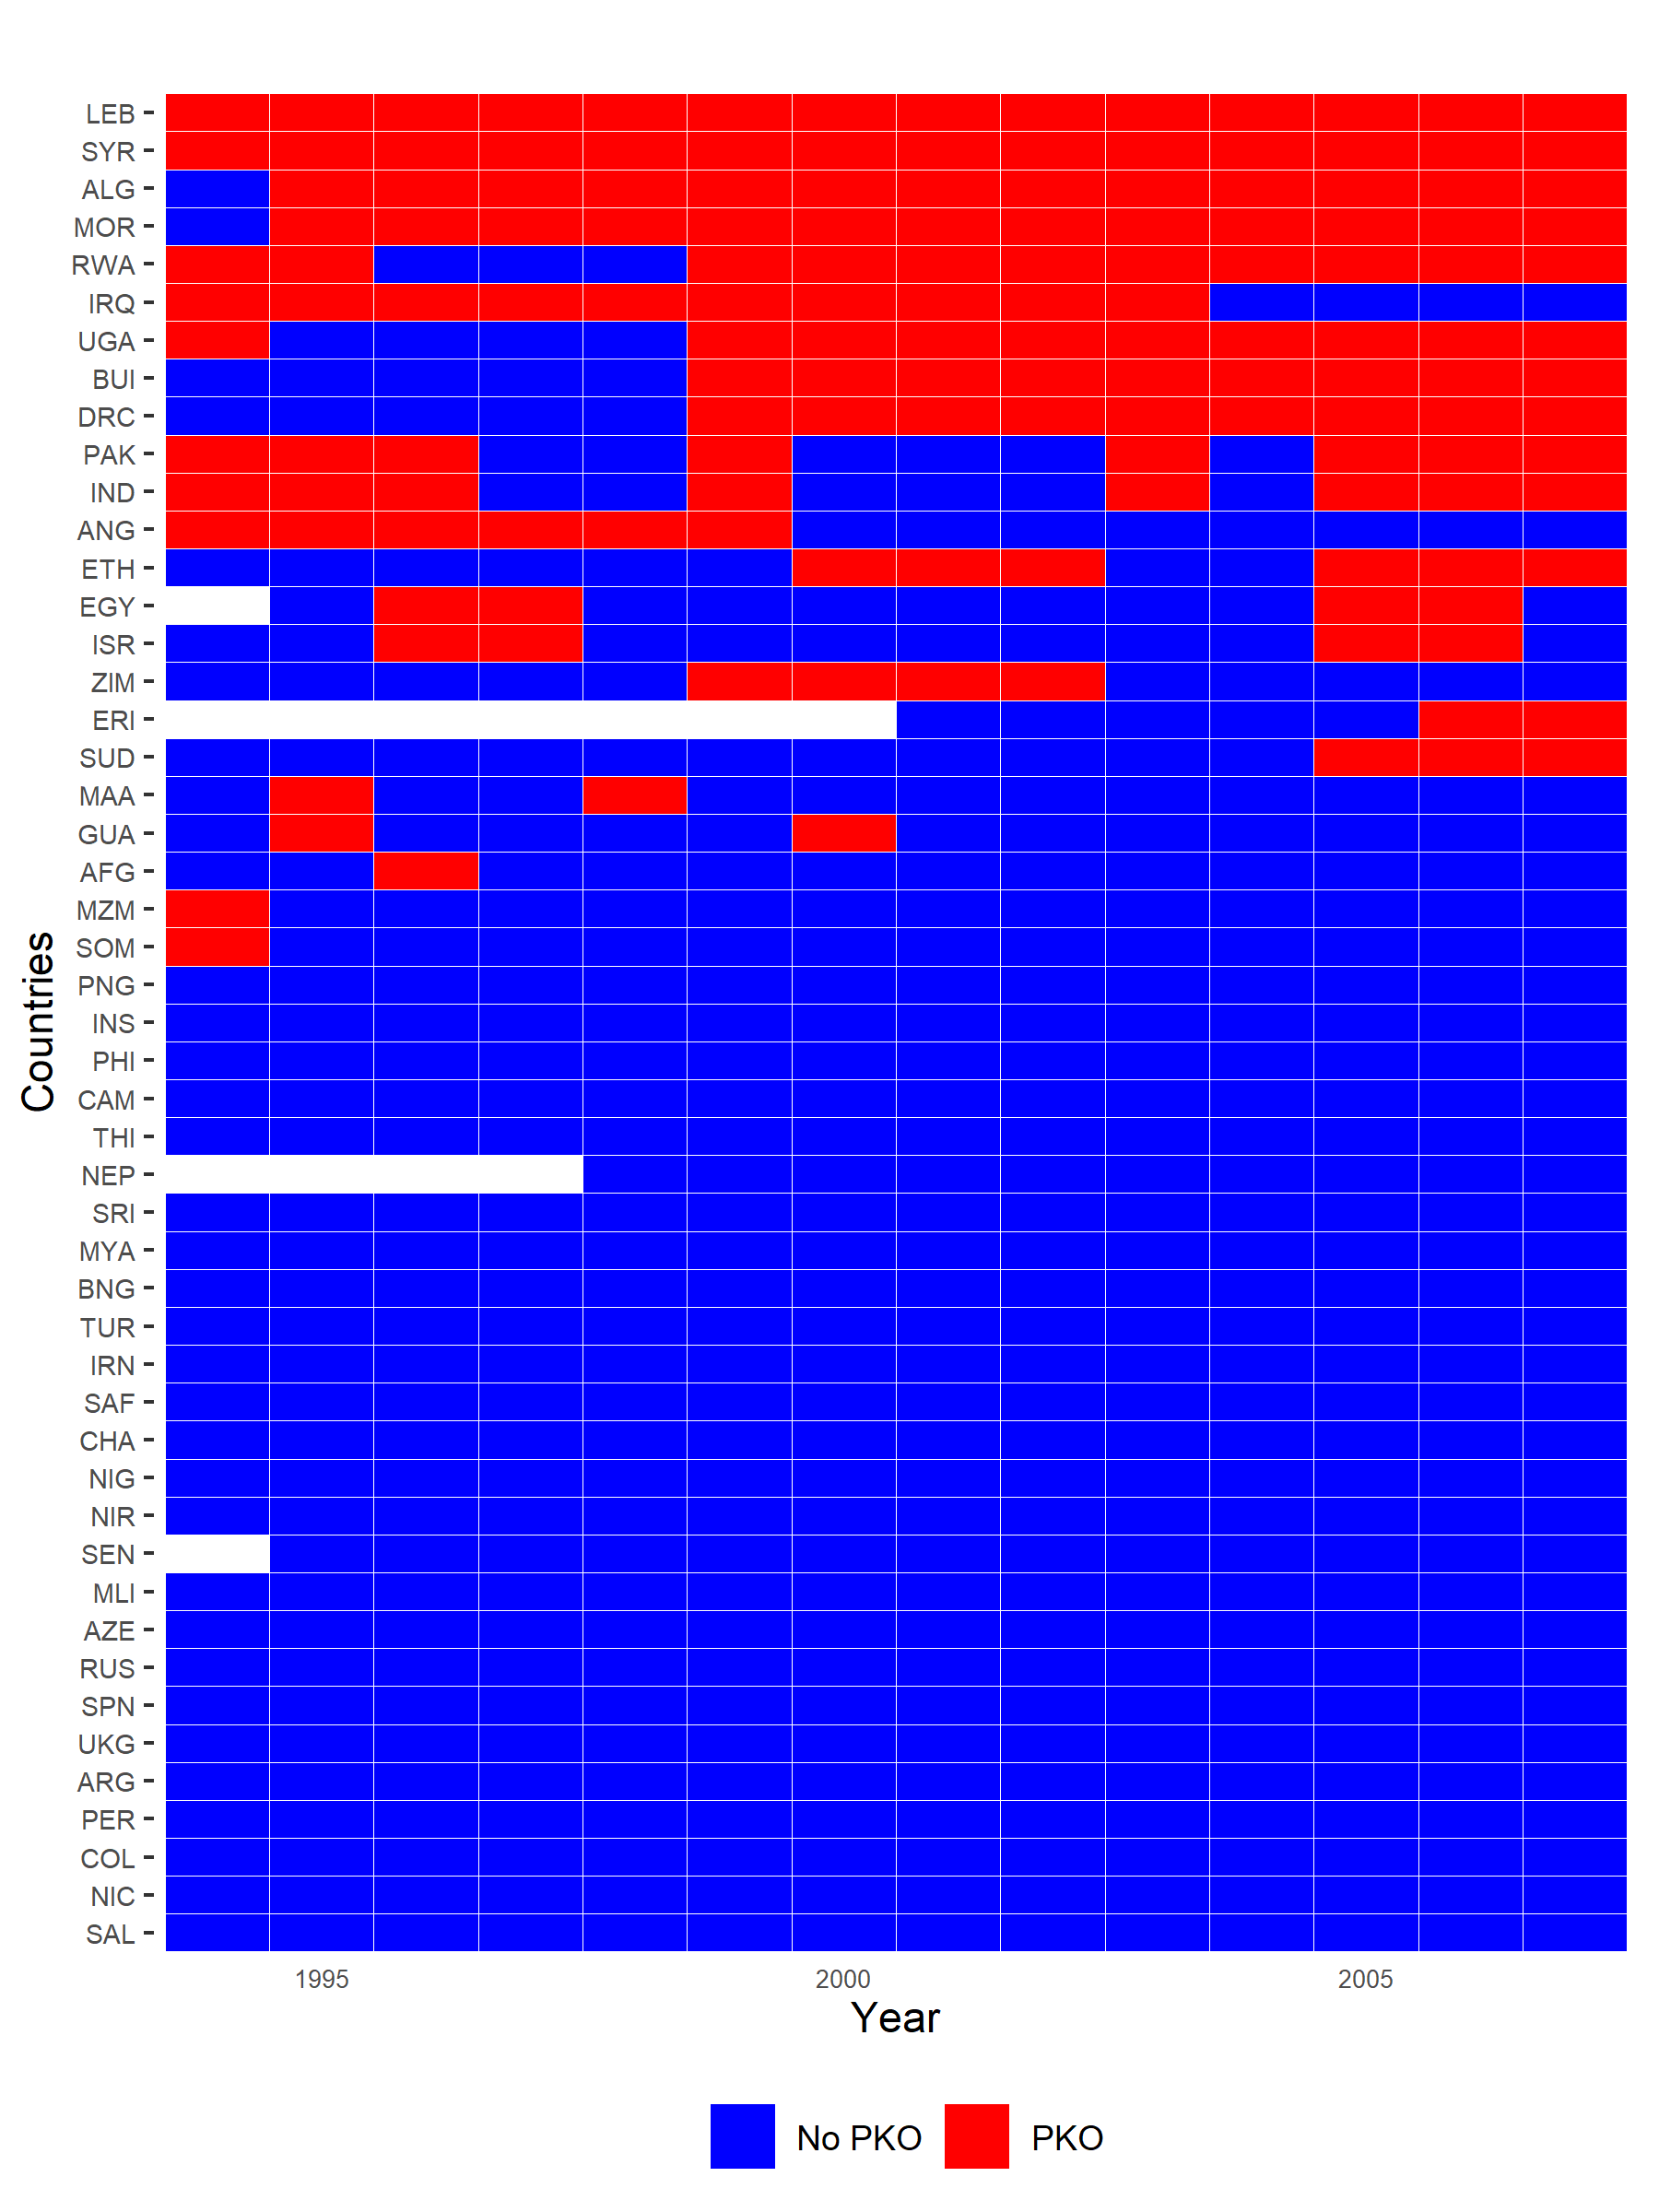 LEB
SYR
ALG
MOR
RWA
IRQ
UGA
BUI
DRC
PAK
IND
ANG
ETH
EGY
ISR
ZIM
ERI
SUD
MAA
GUA
AFG
MZM
SOM
PNG
INS
PHI
CAM
THI
NEP
SRI
MYA
BNG
TUR
IRN
SAF
CHA
NIG
NIR
SEN
MLI
AZE
RUS
SPN
UKG
ARG
PER
COL
NIC
SAL
Countries
1995 2000 2005
Year
No PKO PKO